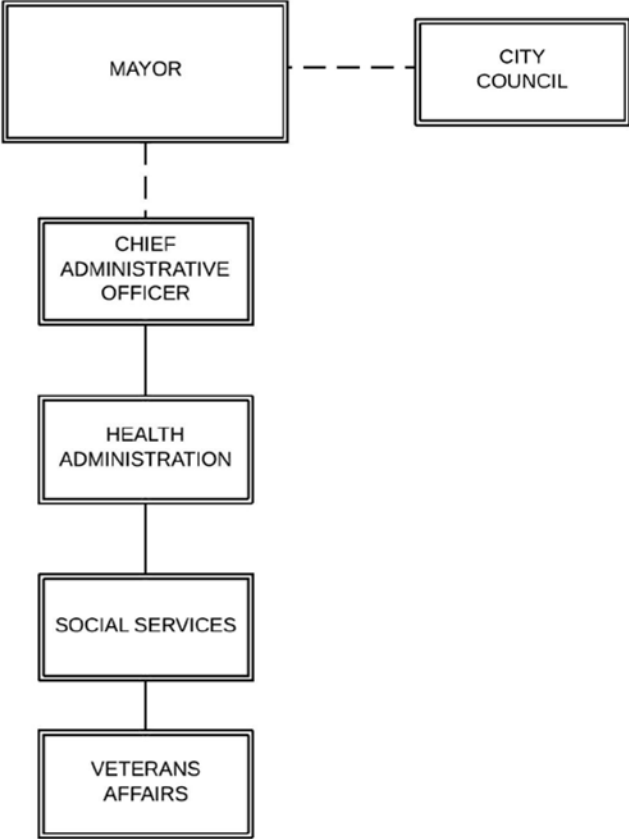 MAYOR
CITY
COUNCIL
CHIEF
ADMINISTRATIVE
OFFICER
HEALTH
ADMINISTRATION
SOCIAL SERVICES
VETERANS
AFFAIRS